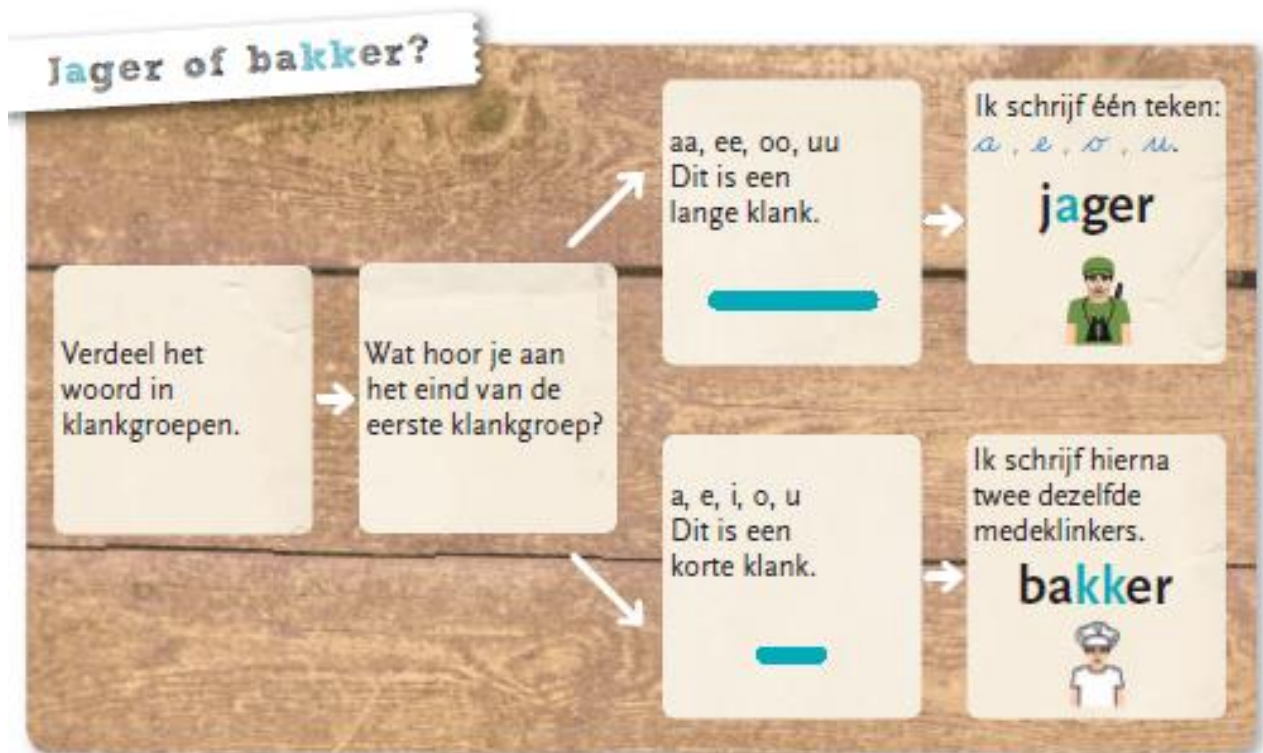 Jager of bakker?
Verdeel het
woord in
klankgroepen.
Wat hoor je aan
het eind van de
eerste klankgroep?
aa, ee, oo, uu
Dit is een
lange klank.
Ik schrijf één teken:
a, e, o, u.
jager
a, e, i, o, u
Dit is een
korte klank.
Ik schrijf hierna
twee dezelfde
medeklinkers.
bakker